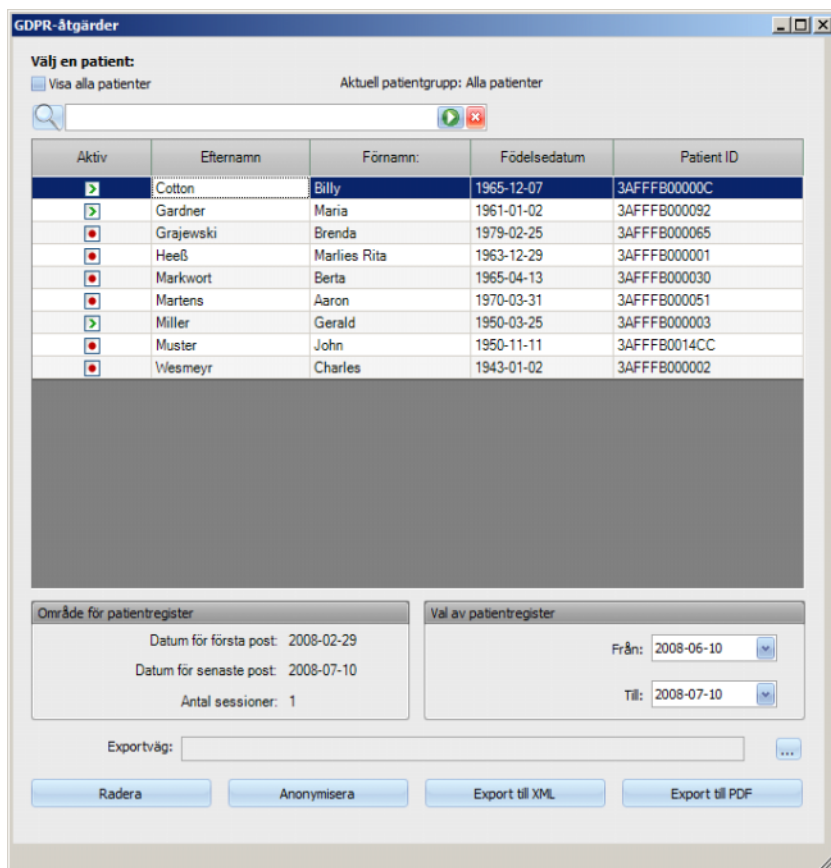 GDPR-åtgärder
Välj en patient:
Visa alla patienter Aktuell patientgrupp: Alla patienter
Aktiv Efternamn Förnamn: Födelsedatum Patient ID
Cotton Billy 1965-12-07 3AFFFB00000C
Gardner Maria 1961-01-02 3AFFFB000092
Grajewski Brenda 1979-02-25 3AFFFB000065
Heeß Marlies Rita 1963-12-29 3AFFFB000001
Markwort Berta 1965-04-13 3AFFFB000030
Martens Aaron 1970-03-31 3AFFFB000051
Miller Gerald 1950-03-25 3AFFFB000003
Muster John 1950-11-11 3AFFFB0014CC
Wesmeyr Charles 1943-01-02 3AFFFB000002
Område för patientregister
Datum för första post: 2008-02-29
Datum för senaste post: 2008-07-10
Antal sessioner: 1
Val av patientregister
Från: 2008-06-10
Till: 2008-07-10
Exportväg: ...
Radera Anonymisera Export till XML Export till PDF